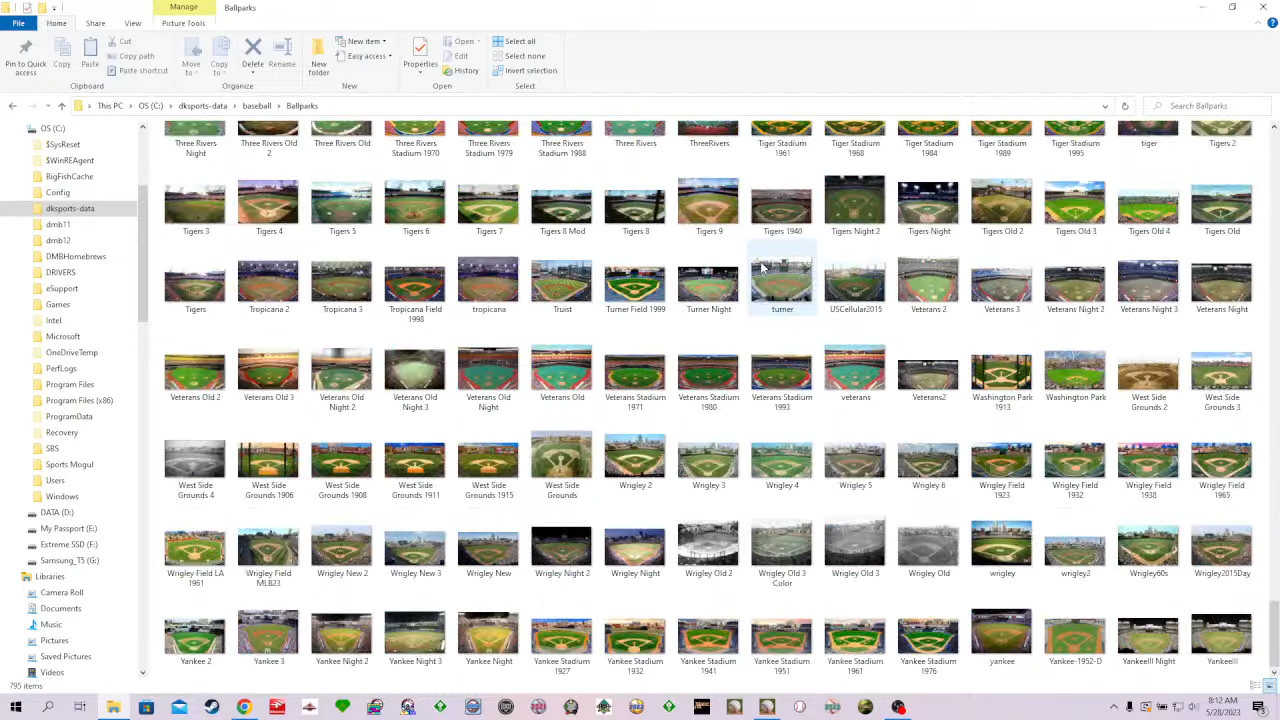 Manage
Ballparks
File
Home
Share
View
Picture Tools
Pin to Quick access
Copy
Paste
Cut
Copy path
Paste shortcut
Clipboard
Move to
Copy to
Delete
Rename
Organize
New folder
New item
Easy access
New
Properties
Open
Edit
History
Open
Select all
Select none
Invert selection
Select
This PC
OS (C:)
dksports-data
baseball
Ballparks
Search Ballparks
OS (C:)
$SysReset
$WinREAgent
BigFishCache
Config
dksports-data
dmb11
dmb12
DMBHomebrews
DRIVERS
eSupport
Games
Intel
Microsoft
OneDriveTemp
PerfLogs
Program Files
Program Files (x86)
ProgramData
Recovery
SBS
Sports Mogul
Users
Windows
DATA (D:)
My Passport (E:)
Extreme SSD (F:)
Samsung_T5 (G:)
Libraries
Camera Roll
Documents
Music
Pictures
Saved Pictures
Videos
Three Rivers Night
Three Rivers Old 2
Three Rivers Old
Three Rivers Stadium 1970
Three Rivers Stadium 1979
Three Rivers Stadium 1988
Three Rivers
ThreeRivers
Tiger Stadium 1961
Tiger Stadium 1968
Tiger Stadium 1984
Tiger Stadium 1989
Tiger Stadium 1995
tiger
Tigers 2
Tigers 3
Tigers 4
Tigers 5
Tigers 6
Tigers 7
Tigers 8 Mod
Tigers 8
Tigers 9
Tigers 1940
Tigers Night 2
Tigers Night
Tigers Old 2
Tigers Old 3
Tigers Old 4
Tigers Old
Tigers
Tropicana 2
Tropicana 3
Tropicana Field 1998
tropicana
Truist
Turner Field 1999
Turner Night
turner
USCellular2015
Veterans 2
Veterans 3
Veterans Night 2
Veterans Night 3
Veterans Night
Veterans Old 2
Veterans Old 3
Veterans Old Night 2
Veterans Old Night 3
Veterans Old Night
Veterans Old
Veterans Stadium 1971
Veterans Stadium 1980
Veterans Stadium 1993
veterans
Veterans2
Washington Park 1913
Washington Park
West Side Grounds 2
West Side Grounds 3
West Side Grounds 4
West Side Grounds 1906
West Side Grounds 1908
West Side Grounds 1911
West Side Grounds 1915
West Side Grounds
Wrigley 2
Wrigley 3
Wrigley 4
Wrigley 5
Wrigley 6
Wrigley Field 1923
Wrigley Field 1932
Wrigley Field 1938
Wrigley Field 1965
Wrigley Field LA 1961
Wrigley Field MLB23
Wrigley New 2
Wrigley New 3
Wrigley New
Wrigley Night 2
Wrigley Night
Wrigley Old 2
Wrigley Old 3 Color
Wrigley Old 3
Wrigley Old
wrigley
wrigley2
Wrigley60s
Wrigley2015Day
Yankee 2
Yankee 3
Yankee Night 2
Yankee Night 3
Yankee Night
Yankee Stadium 1927
Yankee Stadium 1932
Yankee Stadium 1941
Yankee Stadium 1951
Yankee Stadium 1961
Yankee Stadium 1976
yankee
Yankee-1952-D
YankeeIII Night
YankeeIII
795 items
8:12 AM
5/28/2023